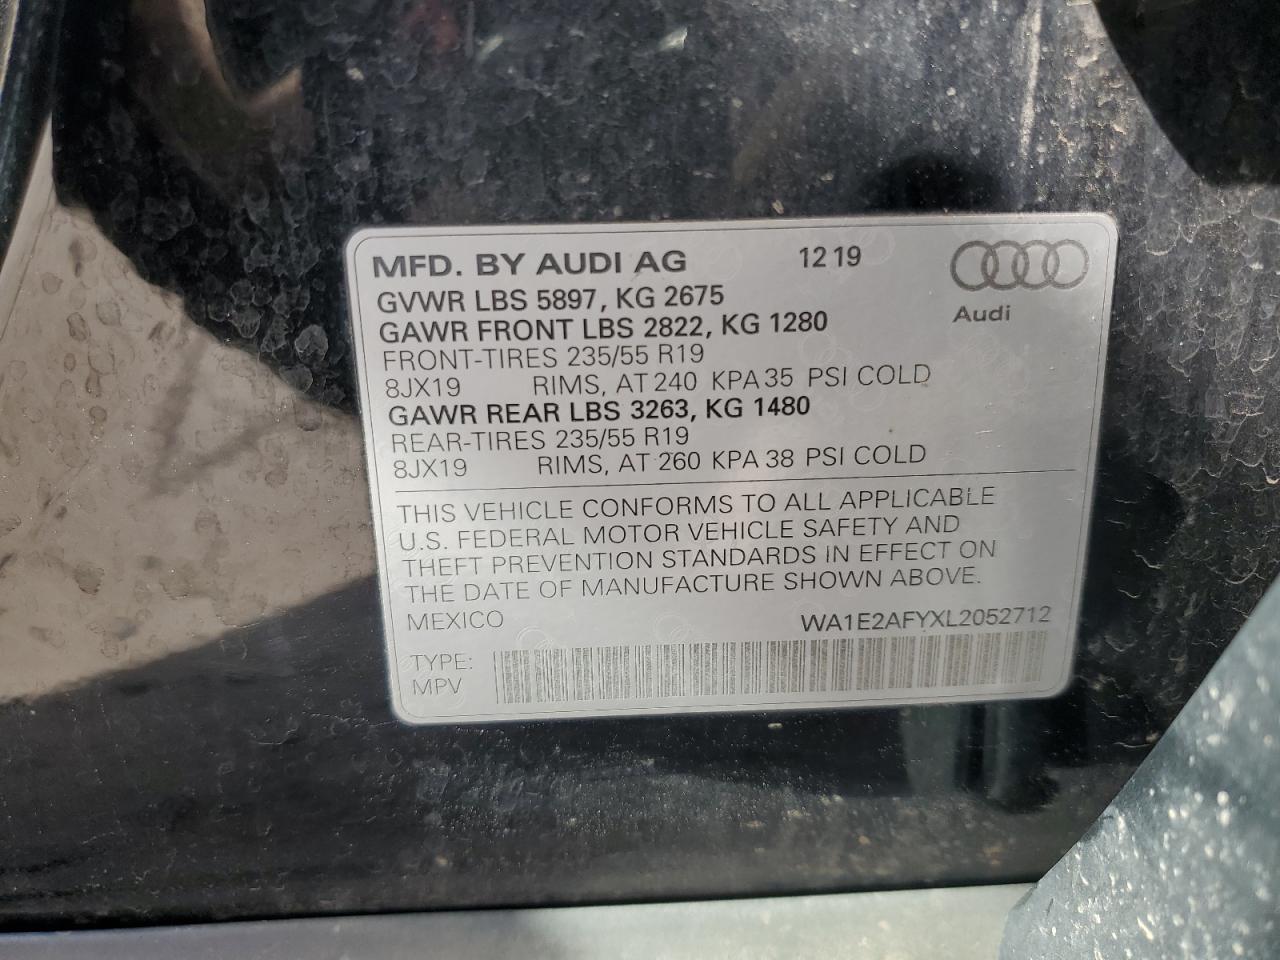 MFD. BY AUDI AG 12 19
Audi
GVWR LBS 5897, KG 2675
GAWR FRONT LBS 2822, KG 1280
FRONT-TIRES 235/55 R19
8JX19 RIMS, AT 240 KPA 35 PSI COLD
GAWR REAR LBS 3263, KG 1480
REAR-TIRES 235/55 R19
8JX19 RIMS, AT 260 KPA 38 PSI COLD
THIS VEHICLE CONFORMS TO ALL APPLICABLE
U.S. FEDERAL MOTOR VEHICLE SAFETY AND
THEFT PREVENTION STANDARDS IN EFFECT ON
THE DATE OF MANUFACTURE SHOWN ABOVE.
MEXICO WA1E2AFYXL2052712
TYPE:
MPV